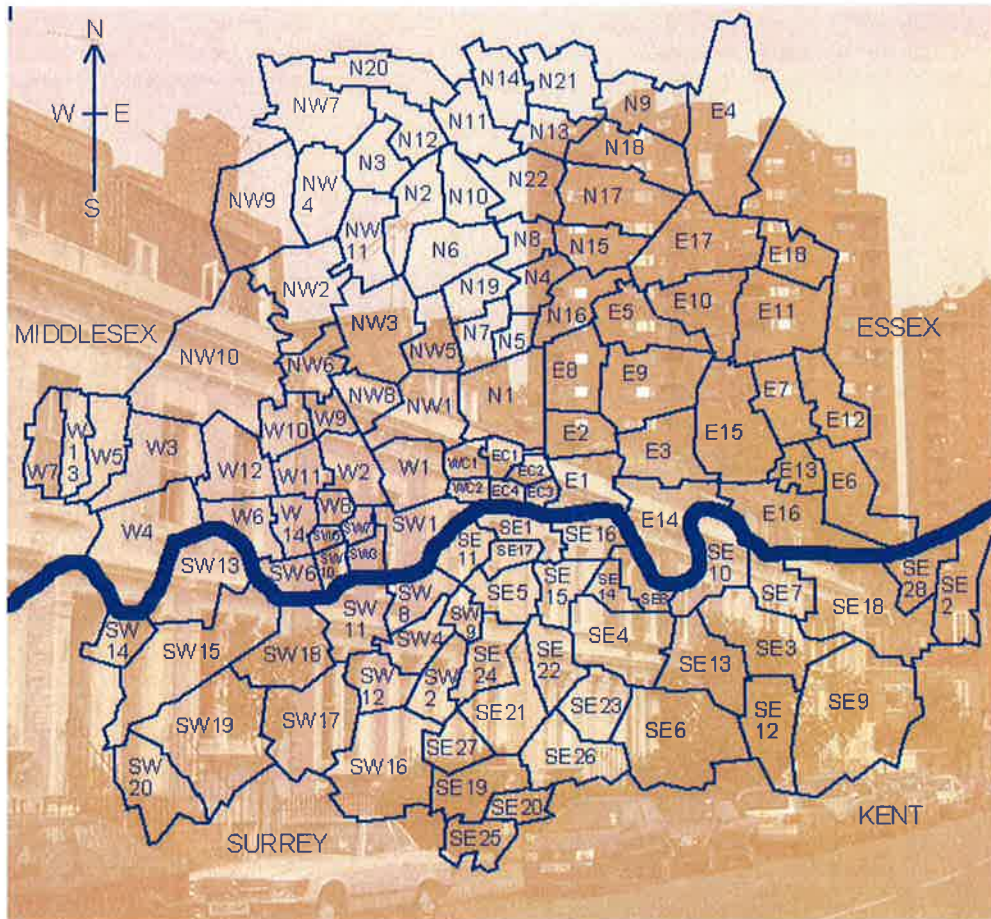 N
W E
S
N20
N14
N21
NW7
N9
E4
N11
N12
N13
N18
N3
NW
4
NW9
N2
N10
N22
N17
NW
11
N6
N8
N15
E17
E18
NW2
N19
N4
E10
E11
MIDDLESEX
ESSEX
NW3
N16
E5
N7
N5
NW10
NW6
NW5
E8
E9
E7
NW8
NW1
N1
E12
W10
W9
E15
W
13
W5
W7
W3
W12
W11
W2
W1
WC1
EC1
EC2
E2
E3
E13
E6
WC2
EC4
EC3
E1
W4
W6
W
14
W8
SW7
SW5
SW3
SW1
SE1
SE16
E14
E16
SW13
SW6
SW
10
SE
11
SE17
SE
10
SE
28
SE
2
SW
14
SW15
SW18
SW
11
SW
8
SW
9
SE5
SE
15
SE
14
SE8
SE7
SE18
SW4
SE4
SE3
SE13
SW
12
SW
2
SE
24
SE
22
SW19
SW17
SE21
SE23
SE6
SE
12
SE9
SW
20
SW16
SE27
SE26
SE19
SE20
SE25
SURREY
KENT